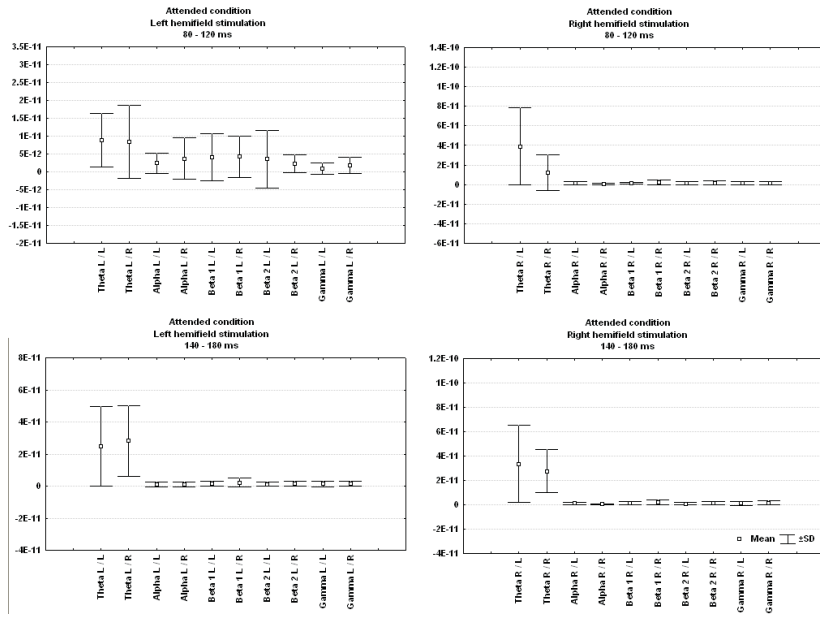 Attended condition
Left hemifield stimulation
80 - 120 ms
3.5E-11
3E-11
2.5E-11
2E-11
1.5E-11
1E-11
5E-12
0
-5E-12
-1E-11
-1.5E-11
-2E-11
Theta L / L
Theta L / R
Alpha L / L
Alpha L / R
Beta 1 L / L
Beta 1 L / R
Beta 2 L / L
Beta 2 L / R
Gamma L / L
Gamma L / R
Attended condition
Right hemifield stimulation
80 - 120 ms
1.4E-10
1.2E-10
1E-10
8E-11
6E-11
4E-11
2E-11
0
-2E-11
-4E-11
-6E-11
Theta R / L
Theta R / R
Alpha R / L
Alpha R / R
Beta 1 R / L
Beta 1 R / R
Beta 2 R / L
Beta 2 R / R
Gamma R / L
Gamma R / R
Attended condition
Left hemifield stimulation
140 - 180 ms
8E-11
6E-11
4E-11
2E-11
0
-2E-11
-4E-11
Theta L / L
Theta L / R
Alpha L / L
Alpha L / R
Beta 1 L / L
Beta 1 L / R
Beta 2 L / L
Beta 2 L / R
Gamma L / L
Gamma L / R
Attended condition
Right hemifield stimulation
140 - 180 ms
1.2E-10
1E-10
8E-11
6E-11
4E-11
2E-11
0
-2E-11
-4E-11
Mean ±SD
Theta R / L
Theta R / R
Alpha R / L
Alpha R / R
Beta 1 R / L
Beta 1 R / R
Beta 2 R / L
Beta 2 R / R
Gamma R / L
Gamma R / R